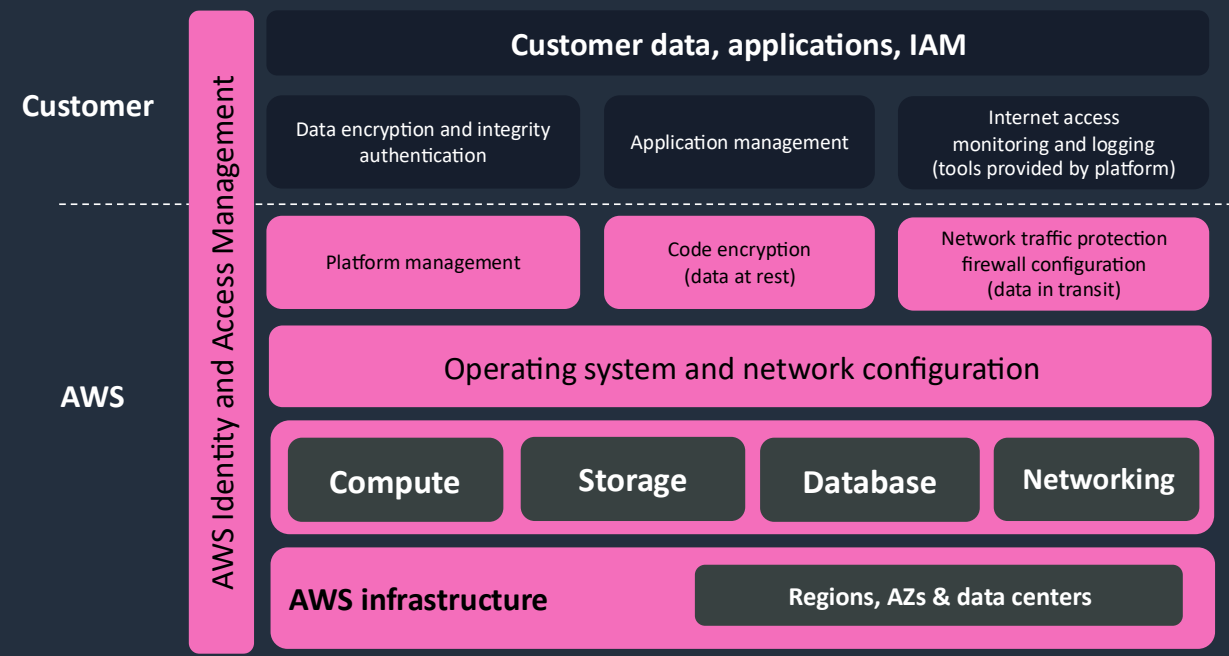 Customer
AWS
AWS Identity and Access Management
Customer data, applications, IAM
Data encryption and integrity
authentication
Application management
Internet access
monitoring and logging
(tools provided by platform)
Platform management
Code encryption
(data at rest)
Network traffic protection
firewall configuration
(data in transit)
Operating system and network configuration
Compute
Storage
Database
Networking
AWS infrastructure
Regions, AZs & data centers